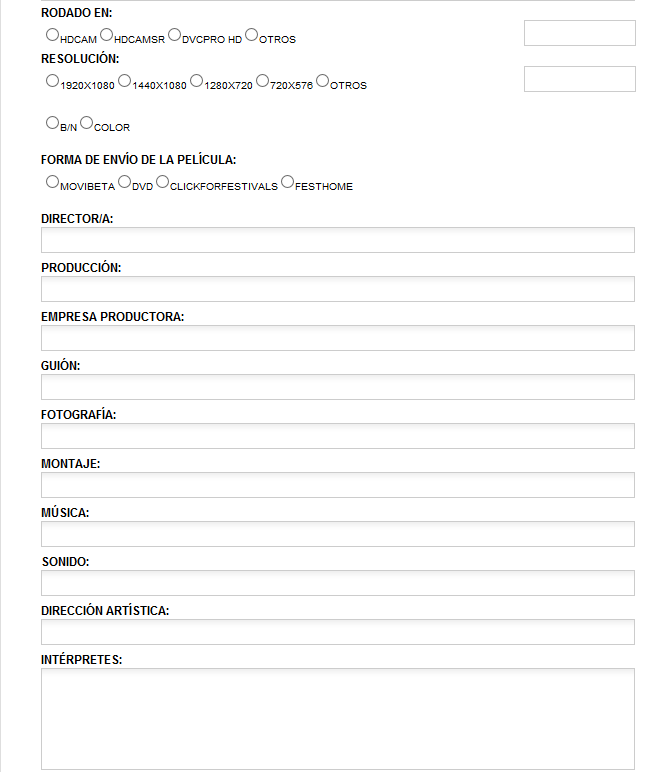 RODADO EN:
HDCAM HDCAMSR DVCPRO HD OTROS
RESOLUCIÓN:
1920X1080 1440X1080 1280X720 720X576 OTROS
B/N COLOR
FORMA DE ENVÍO DE LA PELÍCULA:
MOVIBETA DVD CLICKFORFESTIVALS FESTHOME
DIRECTOR/A:
PRODUCCIÓN:
EMPRESA PRODUCTORA:
GUIÓN:
FOTOGRAFÍA:
MONTAJE:
MÚSICA:
SONIDO:
DIRECCIÓN ARTÍSTICA:
INTÉRPRETES: